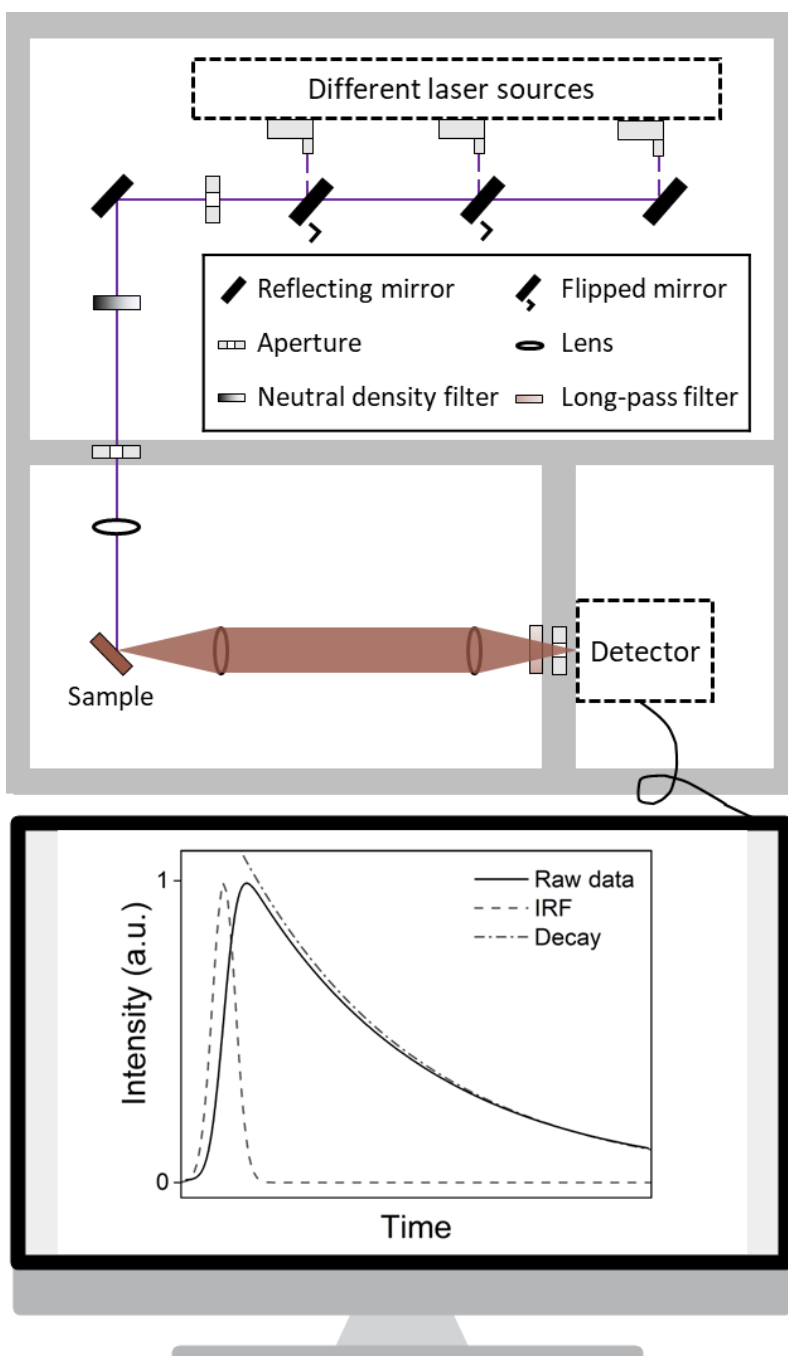 Different laser sources
Reflecting mirror
Flipped mirror
Aperture
Lens
Neutral density filter
Long-pass filter
Sample
Detector
Intensity (a.u.)
1
0
Raw data
IRF
Decay
Time